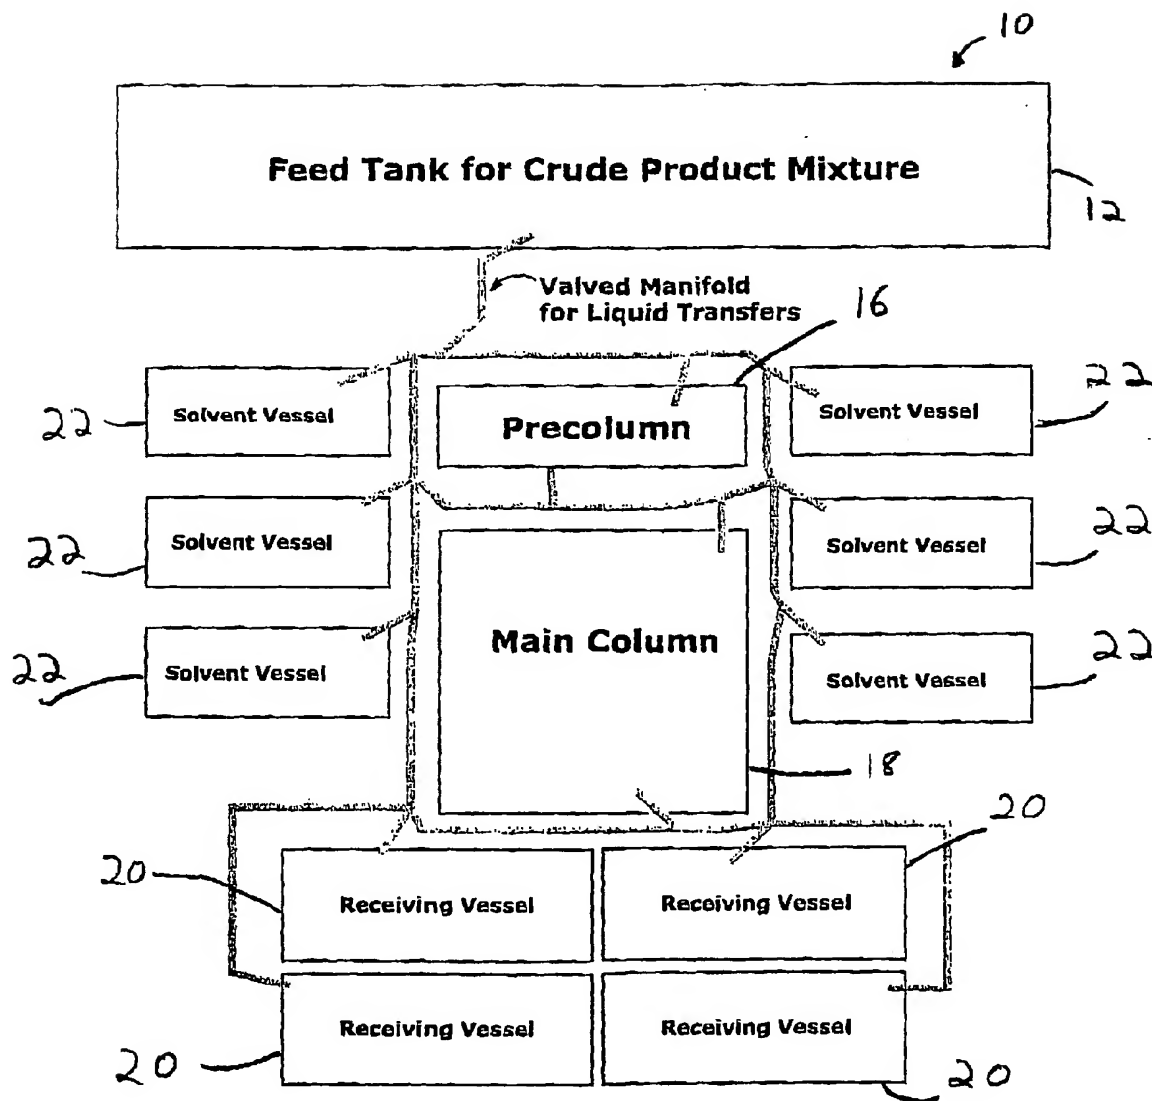 10
Feed Tank for Crude Product Mixture
12
Valved Manifold
for Liquid Transfers
16
22
Solvent Vessel
Precolumn
Solvent Vessel
22
22
Solvent Vessel
Solvent Vessel
22
Main Column
22
Solvent Vessel
Solvent Vessel
22
18
20
20
Receiving Vessel
Receiving Vessel
Receiving Vessel
Receiving Vessel
20
20